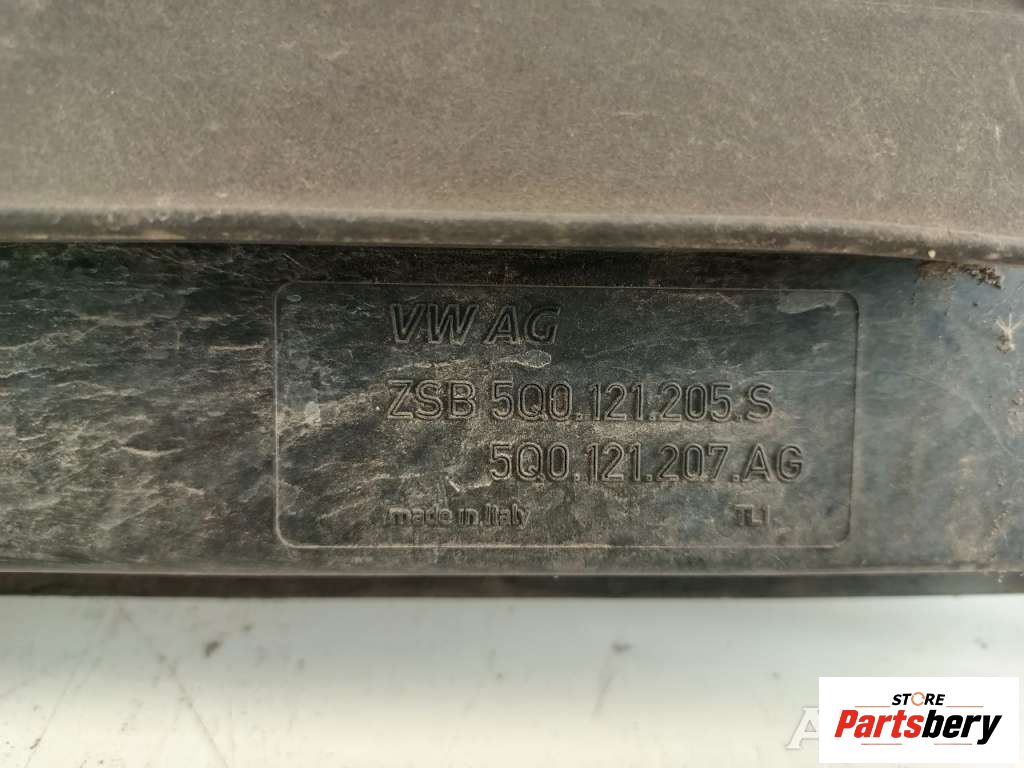 VW AG
ZSB 5Q0.121.205.S
5Q0.121.207.AG
made in Italy TL1
STORE
Partsbery